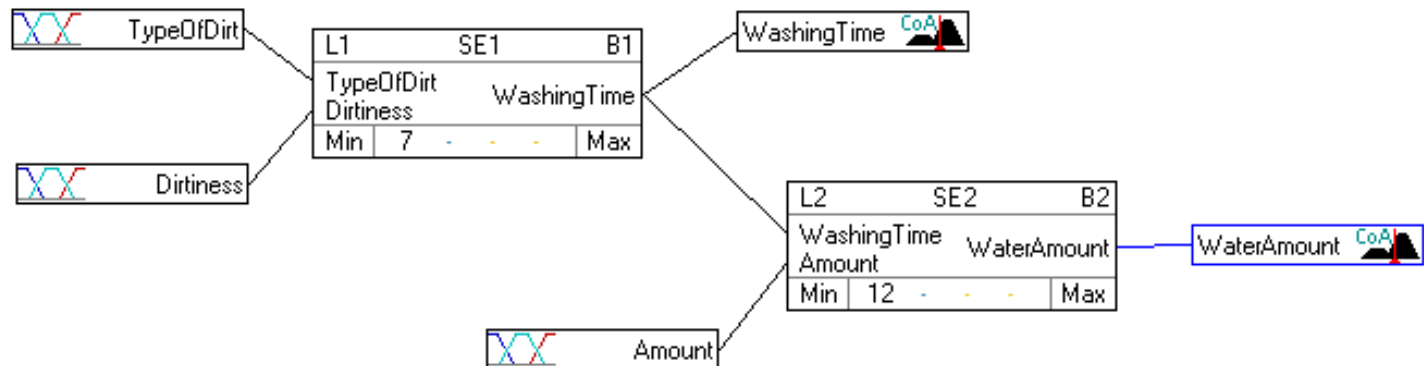 TypeOfDirt
L1 SE1 B1
TypeOfDirt
Dirtiness
WashingTime
Min 7 - - - Max
WashingTime CoA
Dirtiness
L2 SE2 B2
WashingTime
Amount
WaterAmount
Min 12 - - - Max
WaterAmount CoA
Amount